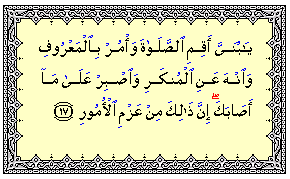 يَـٰبُنَىَّ أَقِمِ ٱلصَّلَوٰةَ وَأْمُرْ بِٱلْمَعْرُوفِ
وَٱنْهَ عَنِ ٱلْمُنكَرِ وَٱصْبِرْ عَلَىٰ مَآ
أَصَابَكَ ۖ إِنَّ ذَٰلِكَ مِنْ عَزْمِ ٱلْأُمُورِ ﴿١٧﴾